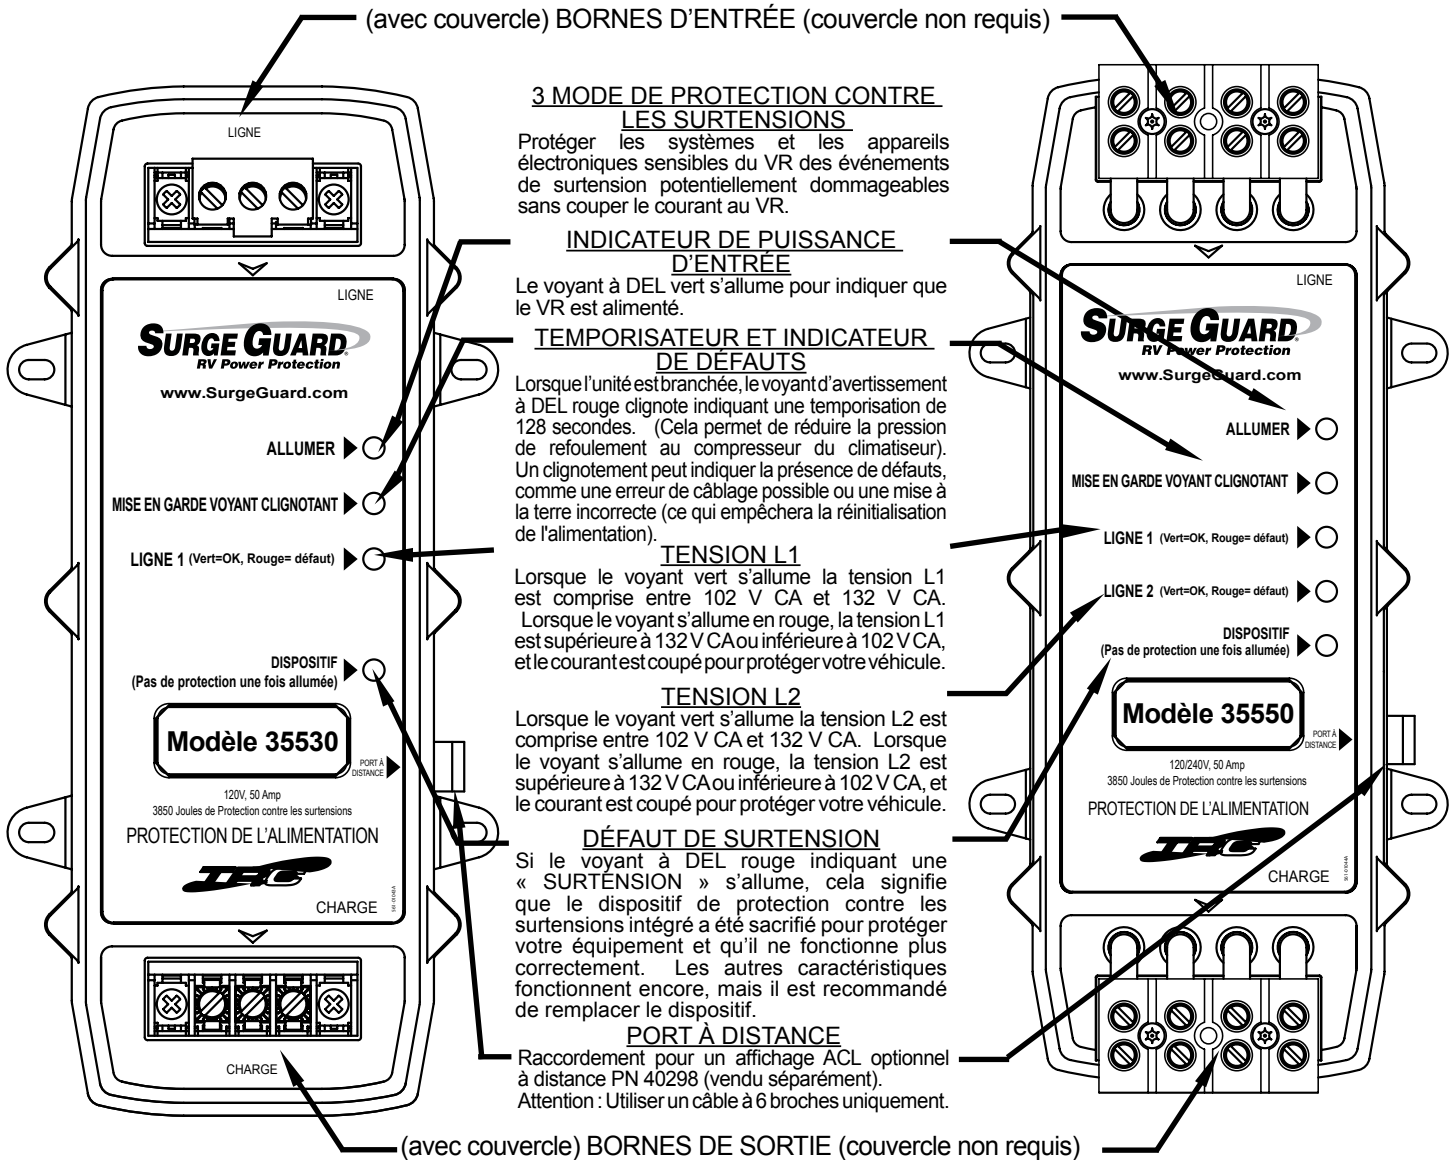 (avec couvercle) BORNES D'ENTRÉE (couvercle non requis)
LIGNE
LIGNE
SURGE GUARD®
RV Power Protection
www.SurgeGuard.com
ALLUMER
MISE EN GARDE VOYANT CLIGNOTANT
LIGNE 1 (Vert=OK, Rouge= défaut)
DISPOSITIF
(Pas de protection une fois allumée)
Modèle 35530
PORT À
DISTANCE
120V, 50 Amp
3850 Joules de Protection contre les surtensions
PROTECTION DE L'ALIMENTATION
TRC
CHARGE
CHARGE
3 MODE DE PROTECTION CONTRE
LES SURTENSIONS
Protéger les systèmes et les appareils
électroniques sensibles du VR des événements
de surtension potentiellement dommageables
sans couper le courant au VR.
INDICATEUR DE PUISSANCE
D'ENTRÉE
Le voyant à DEL vert s'allume pour indiquer que
le VR est alimenté.
TEMPORISATEUR ET INDICATEUR
DE DÉFAUTS
Lorsque l'unité est branchée, le voyant d'avertissement
à DEL rouge clignote indiquant une temporisation de
128 secondes. (Cela permet de réduire la pression
de refoulement au compresseur du climatiseur).
Un clignotement peut indiquer la présence de défauts,
comme une erreur de câblage possible ou une mise à
la terre incorrecte (ce qui empêchera la réinitialisation
de l'alimentation).
TENSION L1
Lorsque le voyant vert s'allume la tension L1
est comprise entre 102 V CA et 132 V CA.
Lorsque le voyant s'allume en rouge, la tension L1
est supérieure à 132 V CA ou inférieure à 102 V CA,
et le courant est coupé pour protéger votre véhicule.
TENSION L2
Lorsque le voyant vert s'allume la tension L2 est
comprise entre 102 V CA et 132 V CA. Lorsque
le voyant s'allume en rouge, la tension L2 est
supérieure à 132 V CA ou inférieure à 102 V CA, et
le courant est coupé pour protéger votre véhicule.
DÉFAUT DE SURTENSION
Si le voyant à DEL rouge indiquant une
« SURTENSION » s'allume, cela signifie
que le dispositif de protection contre les
surtensions intégré a été sacrifié pour protéger
votre équipement et qu'il ne fonctionne plus
correctement. Les autres caractéristiques
fonctionnent encore, mais il est recommandé
de remplacer le dispositif.
PORT À DISTANCE
Raccordement pour un affichage ACL optionnel
à distance PN 40298 (vendu séparément).
Attention : Utiliser un câble à 6 broches uniquement.
LIGNE
SURGE GUARD®
RV Power Protection
www.SurgeGuard.com
ALLUMER
MISE EN GARDE VOYANT CLIGNOTANT
LIGNE 1 (Vert=OK, Rouge= défaut)
LIGNE 2 (Vert=OK, Rouge= défaut)
DISPOSITIF
(Pas de protection une fois allumée)
Modèle 35550
PORT À
DISTANCE
120/240V, 50 Amp
3850 Joules de Protection contre les surtensions
PROTECTION DE L'ALIMENTATION
TRC
CHARGE
(avec couvercle) BORNES DE SORTIE (couvercle non requis)